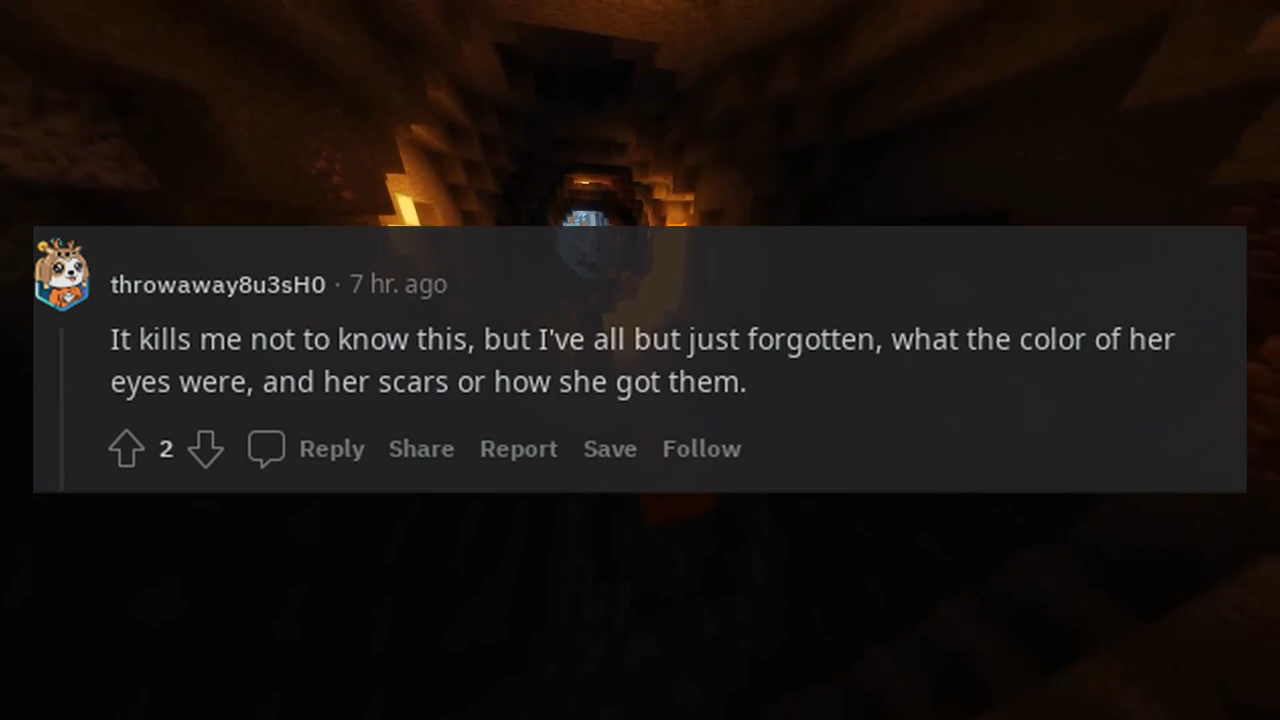 throwaway8u3sH0 · 7 hr. ago
It kills me not to know this, but I've all but just forgotten, what the color of her
eyes were, and her scars or how she got them.
2 Reply Share Report Save Follow